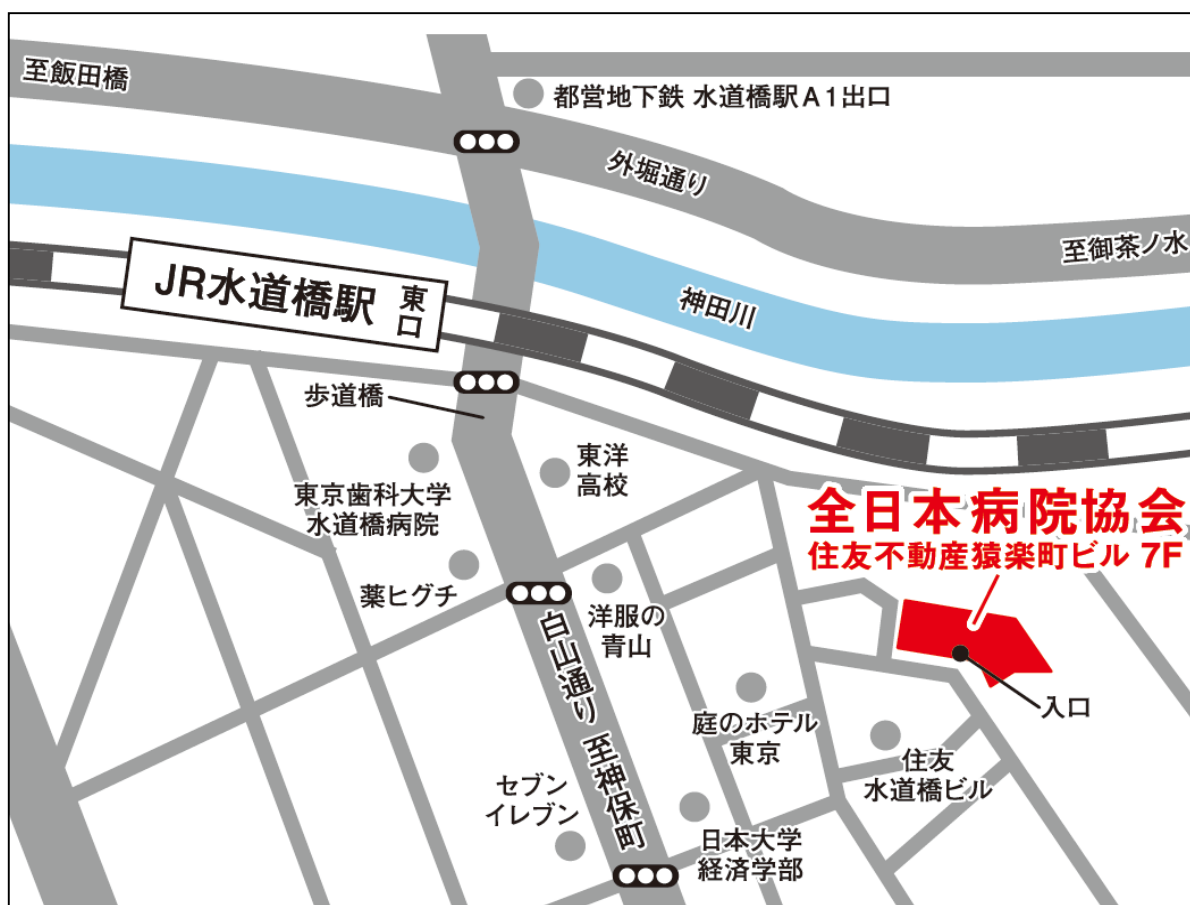 至飯田橋
都営地下鉄 水道橋駅A1出口
外堀通り
至御茶ノ水
JR水道橋駅
東口
神田川
歩道橋
東洋
高校
東京歯科大学
水道橋病院
全日本病院協会
住友不動産猿楽町ビル 7F
薬ヒグチ
洋服の
青山
白山通り
至神保町
入口
庭のホテル
東京
住友
水道橋ビル
セブン
イレブン
日本大学
経済学部